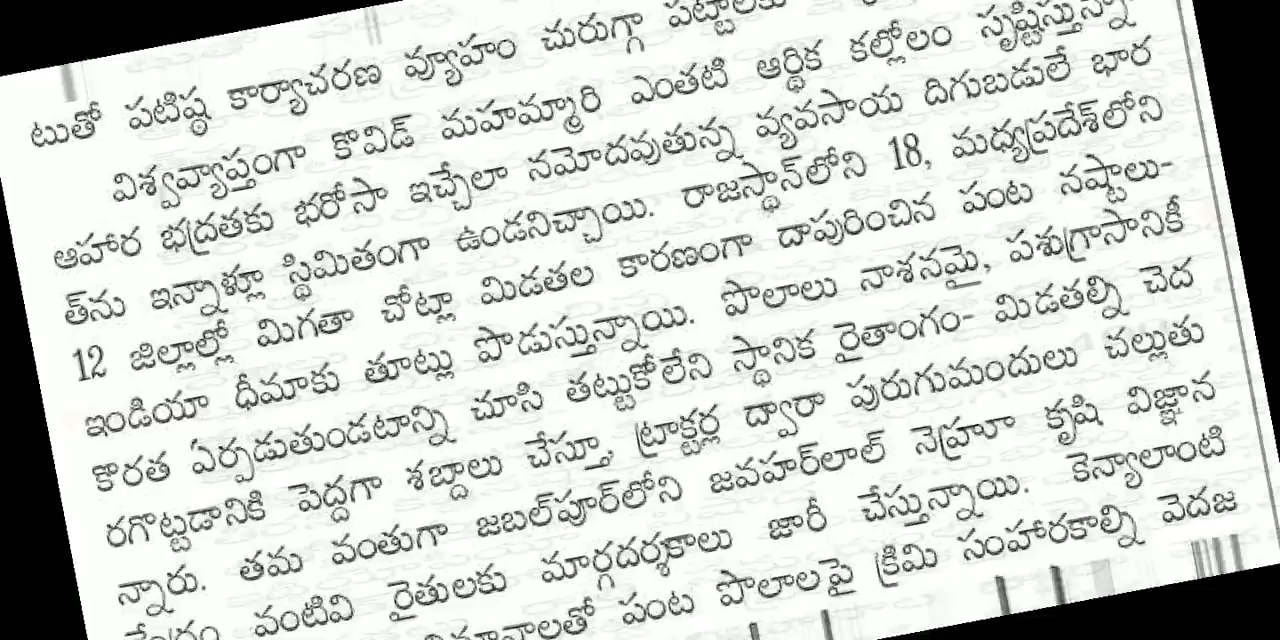 టుతో పటిష్ఠ కార్యాచరణ వ్యూహం చురుగ్గా పట్టాలకు
విశ్వవ్యాప్తంగా కొవిడ్ మహమ్మారి ఎంతటి ఆర్థిక కల్లోలం సృష్టిస్తున్నా
ఆహార భద్రతకు భరోసా ఇచ్చేలా నమోదవుతున్న వ్యవసాయ దిగుబడులే భార
త్‌ను ఇన్నాళ్లూ స్థిమితంగా ఉండనిచ్చాయి. రాజస్థాన్‌లోని 18, మధ్యప్రదేశ్‌లోని
12 జిల్లాల్లో మిగతా చోట్లా మిడతల కారణంగా దాపురించిన పంట నష్టాలు-
ఇండియా ధీమాకు తూట్లు పొడుస్తున్నాయి. పొలాలు నాశనమై, పశుగ్రాసానికీ
కొరత ఏర్పడుతుండటాన్ని చూసి తట్టుకోలేని స్థానిక రైతాంగం- మిడతల్ని చెద
రగొట్టడానికి పెద్దగా శబ్దాలు చేస్తూ, ట్రాక్టర్ల ద్వారా పురుగుమందులు చల్లుతు
న్నారు. తమ వంతుగా జబల్‌పూర్‌లోని జవహర్‌లాల్ నెహ్రూ కృషి విజ్ఞాన
వంటివి రైతులకు మార్గదర్శకాలు జారీ చేస్తున్నాయి. కెన్యాలాంటి
పంట పొలాలపై క్రిమి సంహారకాల్ని వెదజ